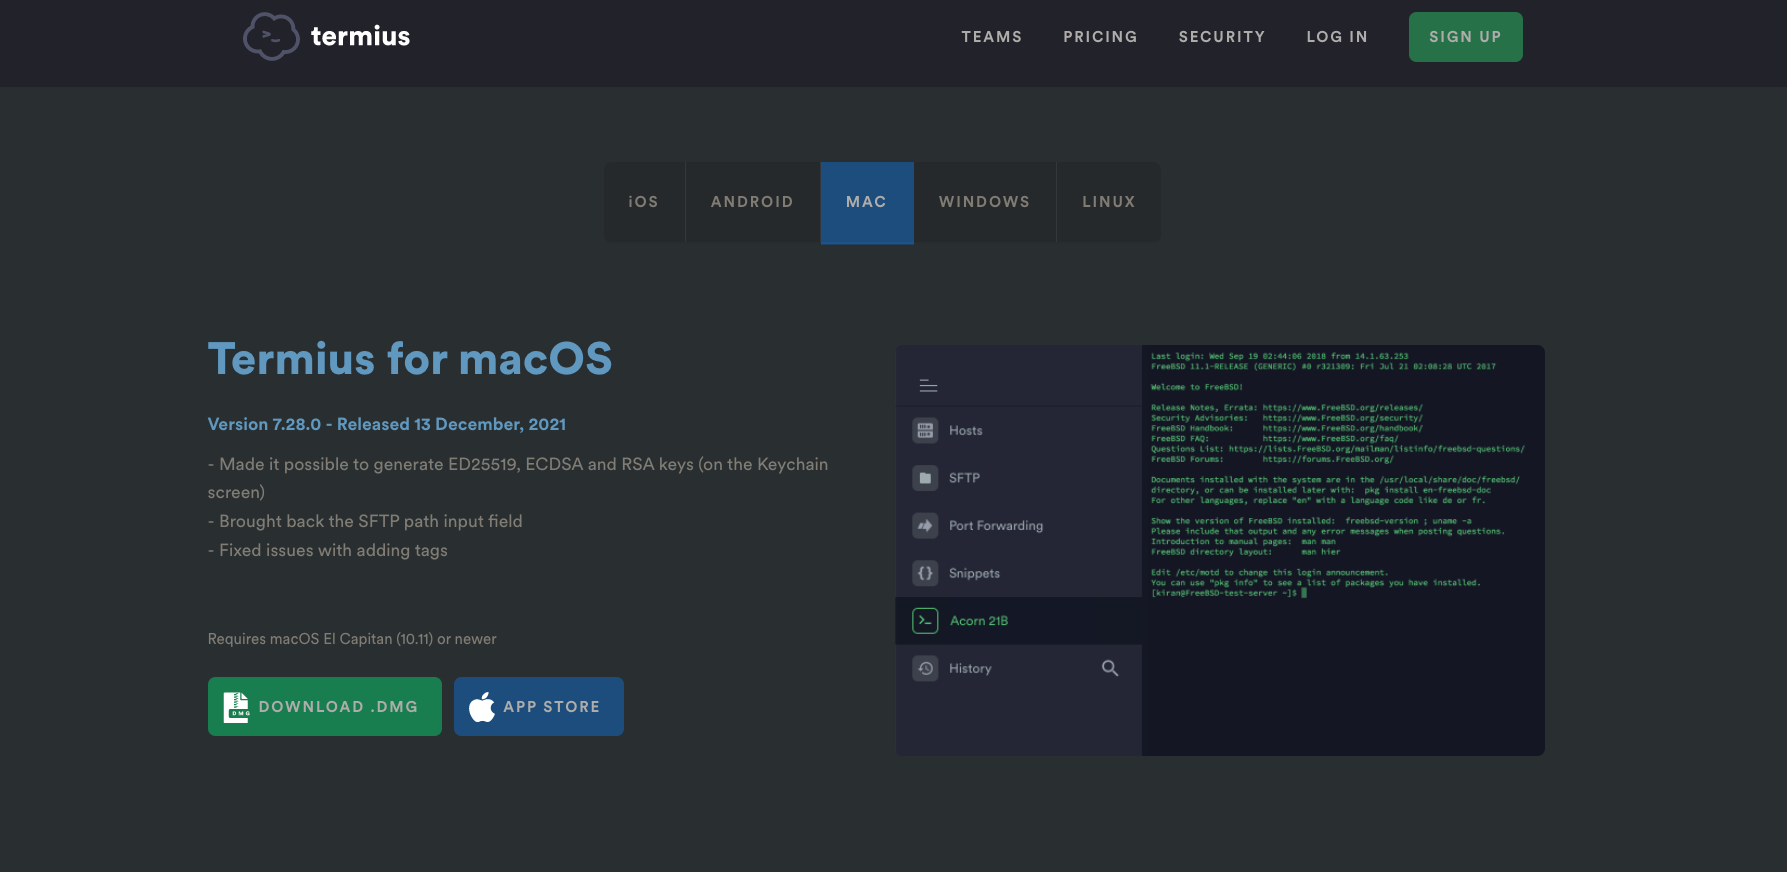 termius
TEAMS
PRICING
SECURITY
LOG IN
SIGN UP
iOS
ANDROID
MAC
WINDOWS
LINUX
Termius for macOS
Version 7.28.0 - Released 13 December, 2021
- Made it possible to generate ED25519, ECDSA and RSA keys (on the Keychain
screen)
- Brought back the SFTP path input field
- Fixed issues with adding tags
Requires macOS El Capitan (10.11) or newer
DMG
DOWNLOAD .DMG
APP STORE
Hosts
SFTP
Port Forwarding
Snippets
Acorn 21B
History
Last login: Wed Sep 19 02:44:06 2018 from 14.1.63.253
FreeBSD 11.1-RELEASE (GENERIC) #0 r321309: Fri Jul 21 02:08:28 UTC 2017
Welcome to FreeBSD!
Release Notes, Errata: https://www.FreeBSD.org/releases/
Security Advisories: https://www.FreeBSD.org/security/
FreeBSD Handbook: https://www.FreeBSD.org/handbook/
FreeBSD FAQ: https://www.FreeBSD.org/faq/
Questions List: https://lists.FreeBSD.org/mailman/listinfo/freebsd-questions/
FreeBSD Forums: https://forums.FreeBSD.org/
Documents installed with the system are in the /usr/local/share/doc/freebsd/
directory, or can be installed later with: pkg install en-freebsd-doc
For other languages, replace "en" with a language code like de or fr.
Show the version of FreeBSD installed: freebsd-version ; uname -a
Please include that output and any error messages when posting questions.
Introduction to manual pages: man man
FreeBSD directory layout: man hier
Edit /etc/motd to change this login announcement.
You can use "pkg info" to see a list of packages you have installed.
[kiran@FreeBSD-test-server ~]$